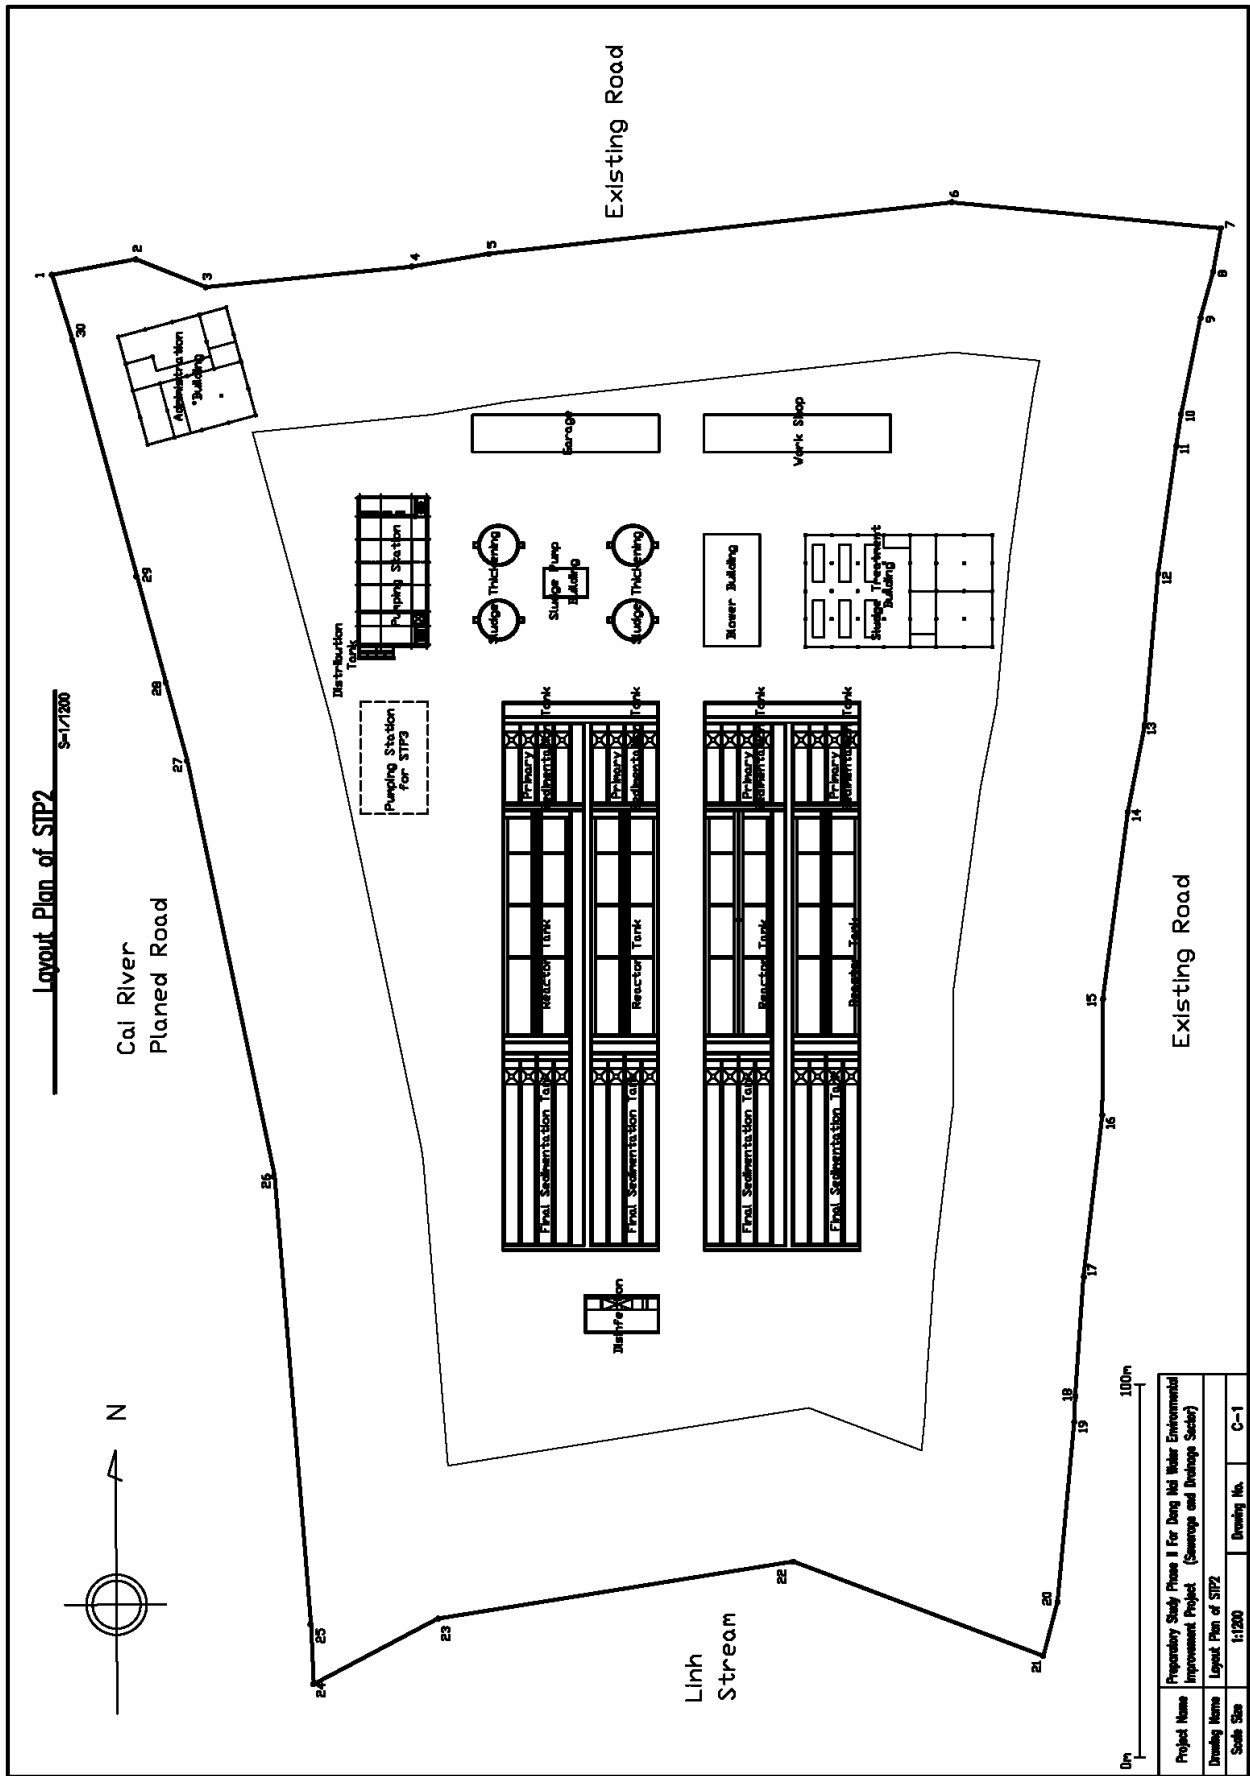 Layout Plan of STP2
S=1/1200
N
Cai River
Planed Road
Existing Road
Existing Road
Linh
Stream
1
2
3
4
5
6
7
8
9
10
11
12
13
14
15
16
17
18
19
20
21
22
23
24
25
26
27
28
29
30
Administration
Building
Pumping Station
Distribution
Tank
Pumping Station
for STP3
Garage
Work Shop
Sludge Thickening
Sludge Thickening
Sludge Pump
Building
Sludge Thickening
Sludge Thickening
Blower Building
Sludge Treatment
Building
Primary
Sedimentation Tank
Primary
Sedimentation Tank
Primary
Sedimentation Tank
Primary
Sedimentation Tank
Reactor Tank
Reactor Tank
Reactor Tank
Reactor Tank
Final Sedimentation Tank
Final Sedimentation Tank
Final Sedimentation Tank
Final Sedimentation Tank
Disinfection
0m
100m
Project Name
Preparatory Study Phase II For Dong Nai Water Environmental
Improvement Project (Sewerage and Drainage Sector)
Drawing Name
Layout Plan of STP2
Scale Size
1:1200
Drawing No.
C-1